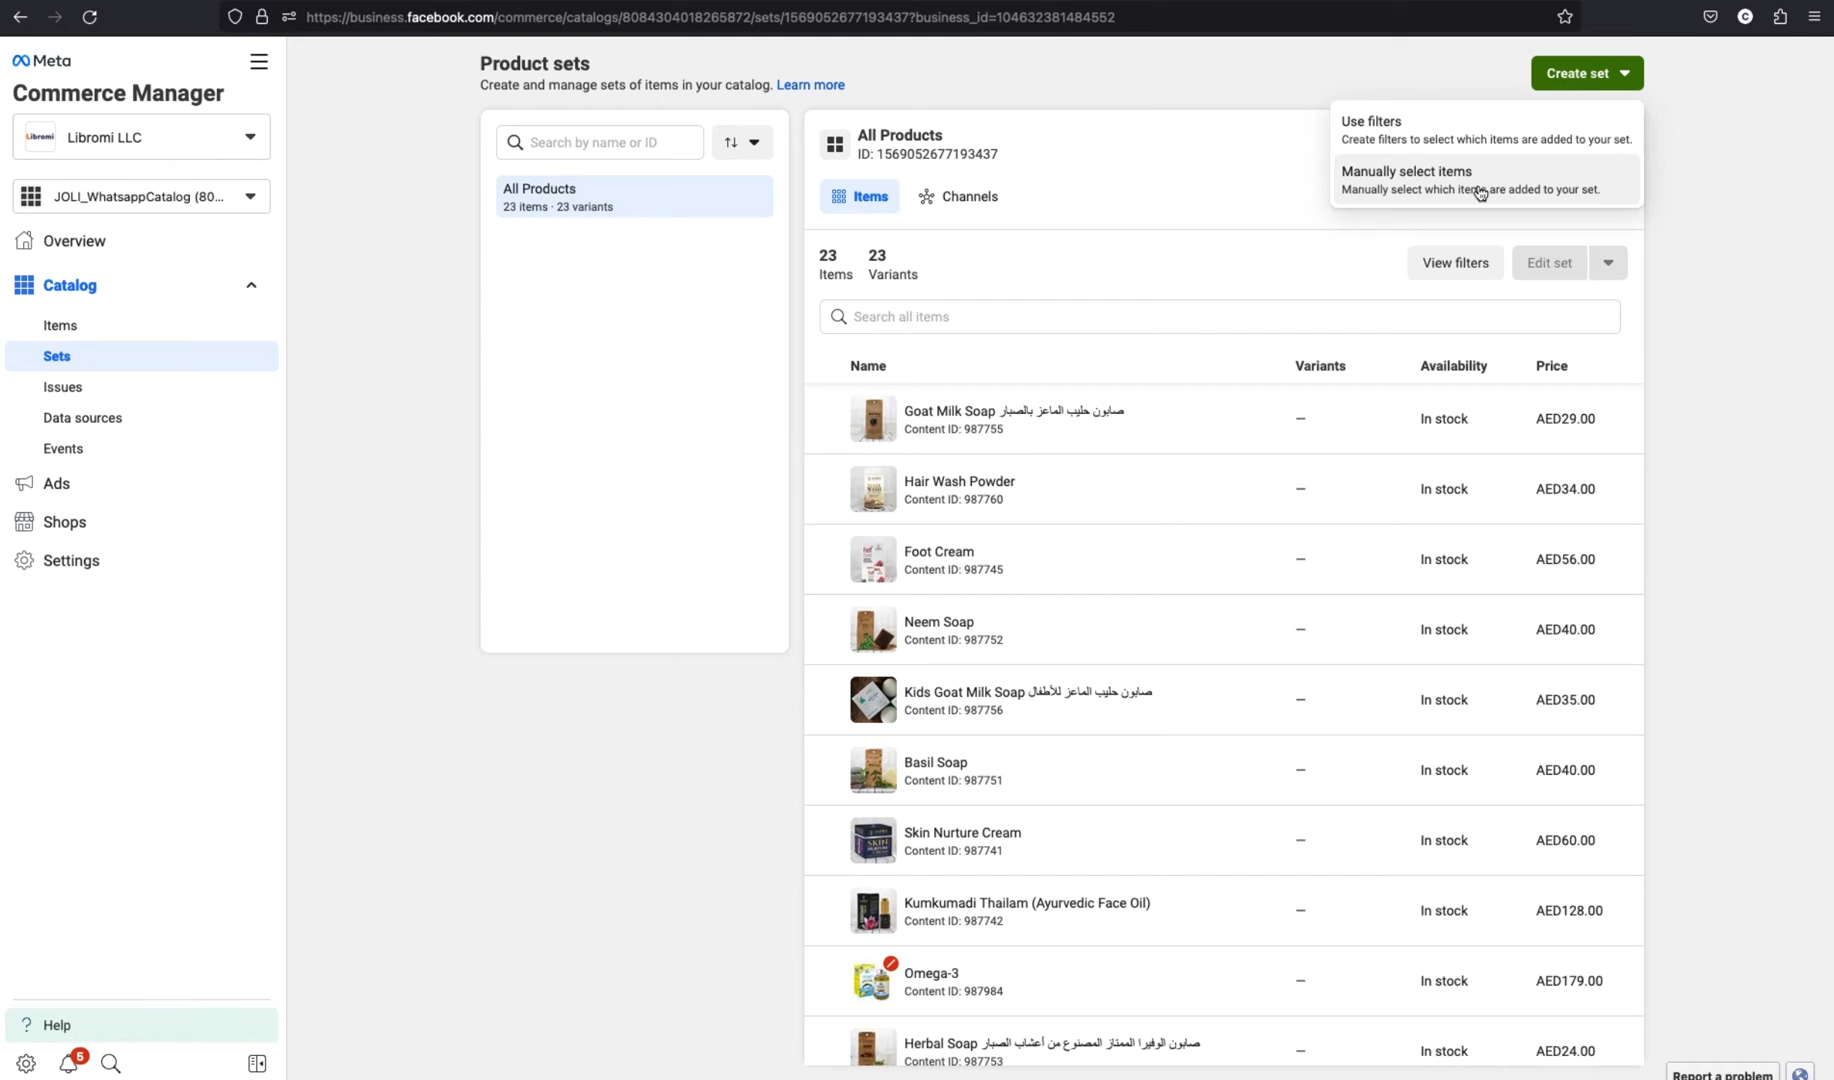 https://business.facebook.com/commerce/catalogs/8084304018265872/sets/1569052677193437?business_id=104632381484552
Meta
Commerce Manager
Libromi
Libromi LLC
JOLI_WhatsappCatalog (80...
Overview
Catalog
Items
Sets
Issues
Data sources
Events
Ads
Shops
Settings
? Help
5
Product sets
Create and manage sets of items in your catalog. Learn more
Create set
Use filters
Create filters to select which items are added to your set.
Manually select items
Manually select which items are added to your set.
Search by name or ID
All Products
23 items · 23 variants
All Products
ID: 1569052677193437
Items
Channels
23 23
Items Variants
View filters
Edit set
Search all items
Name Variants Availability Price
Goat Milk Soap صابون حليب الماعز بالصبار
Content ID: 987755
– In stock AED29.00
Hair Wash Powder
Content ID: 987760
– In stock AED34.00
Foot Cream
Content ID: 987745
– In stock AED56.00
Neem Soap
Content ID: 987752
– In stock AED40.00
Kids Goat Milk Soap صابون حليب الماعز للأطفال
Content ID: 987756
– In stock AED35.00
Basil Soap
Content ID: 987751
– In stock AED40.00
Skin Nurture Cream
Content ID: 987741
– In stock AED60.00
Kumkumadi Thailam (Ayurvedic Face Oil)
Content ID: 987742
– In stock AED128.00
Omega-3
Content ID: 987984
– In stock AED179.00
Herbal Soap صابون الوفيرا الممتاز المصنوع من أعشاب الصبار
Content ID: 987753
– In stock AED24.00
Report a problem